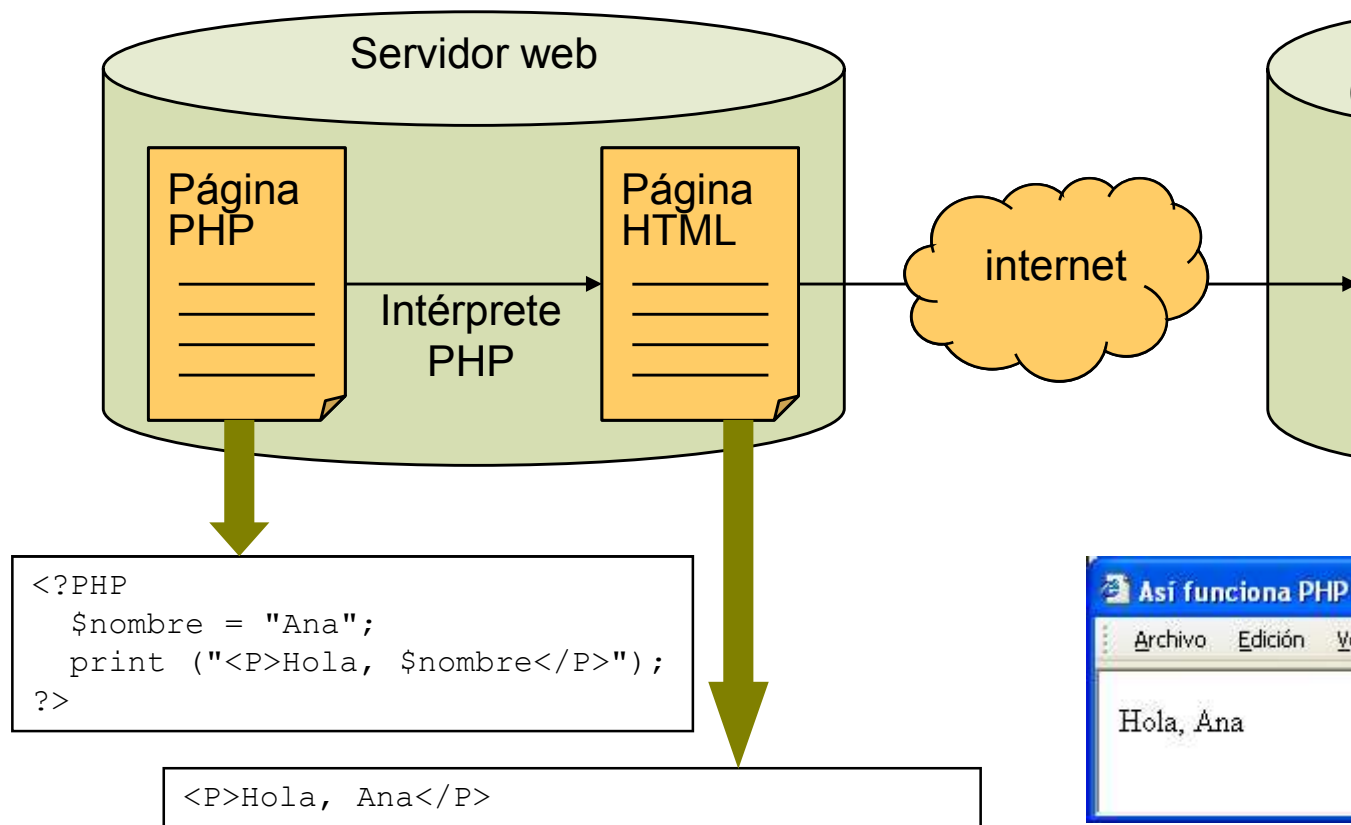 Servidor web
Página
PHP
Intérprete
PHP
Página
HTML
internet
<?PHP
  $nombre = "Ana";
  print ("<P>Hola, $nombre</P>");
?>
<P>Hola, Ana</P>
Así funciona PHP
Archivo Edición
Hola, Ana